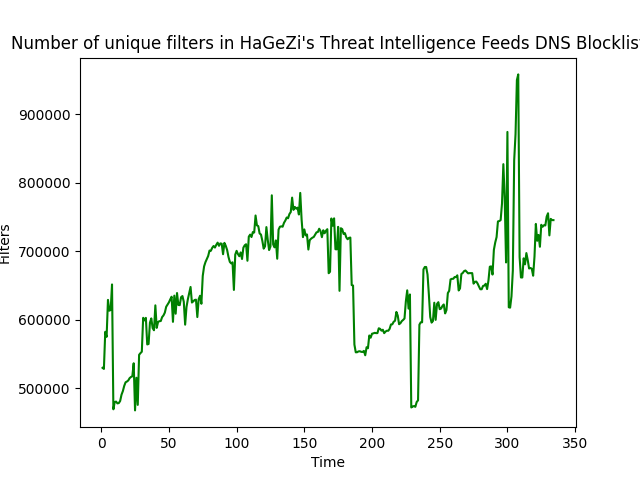 Number of unique filters in HaGeZi's Threat Intelligence Feeds DNS Blocklist
900000
800000
700000
600000
500000
Filters
0 50 100 150 200 250 300 350
Time